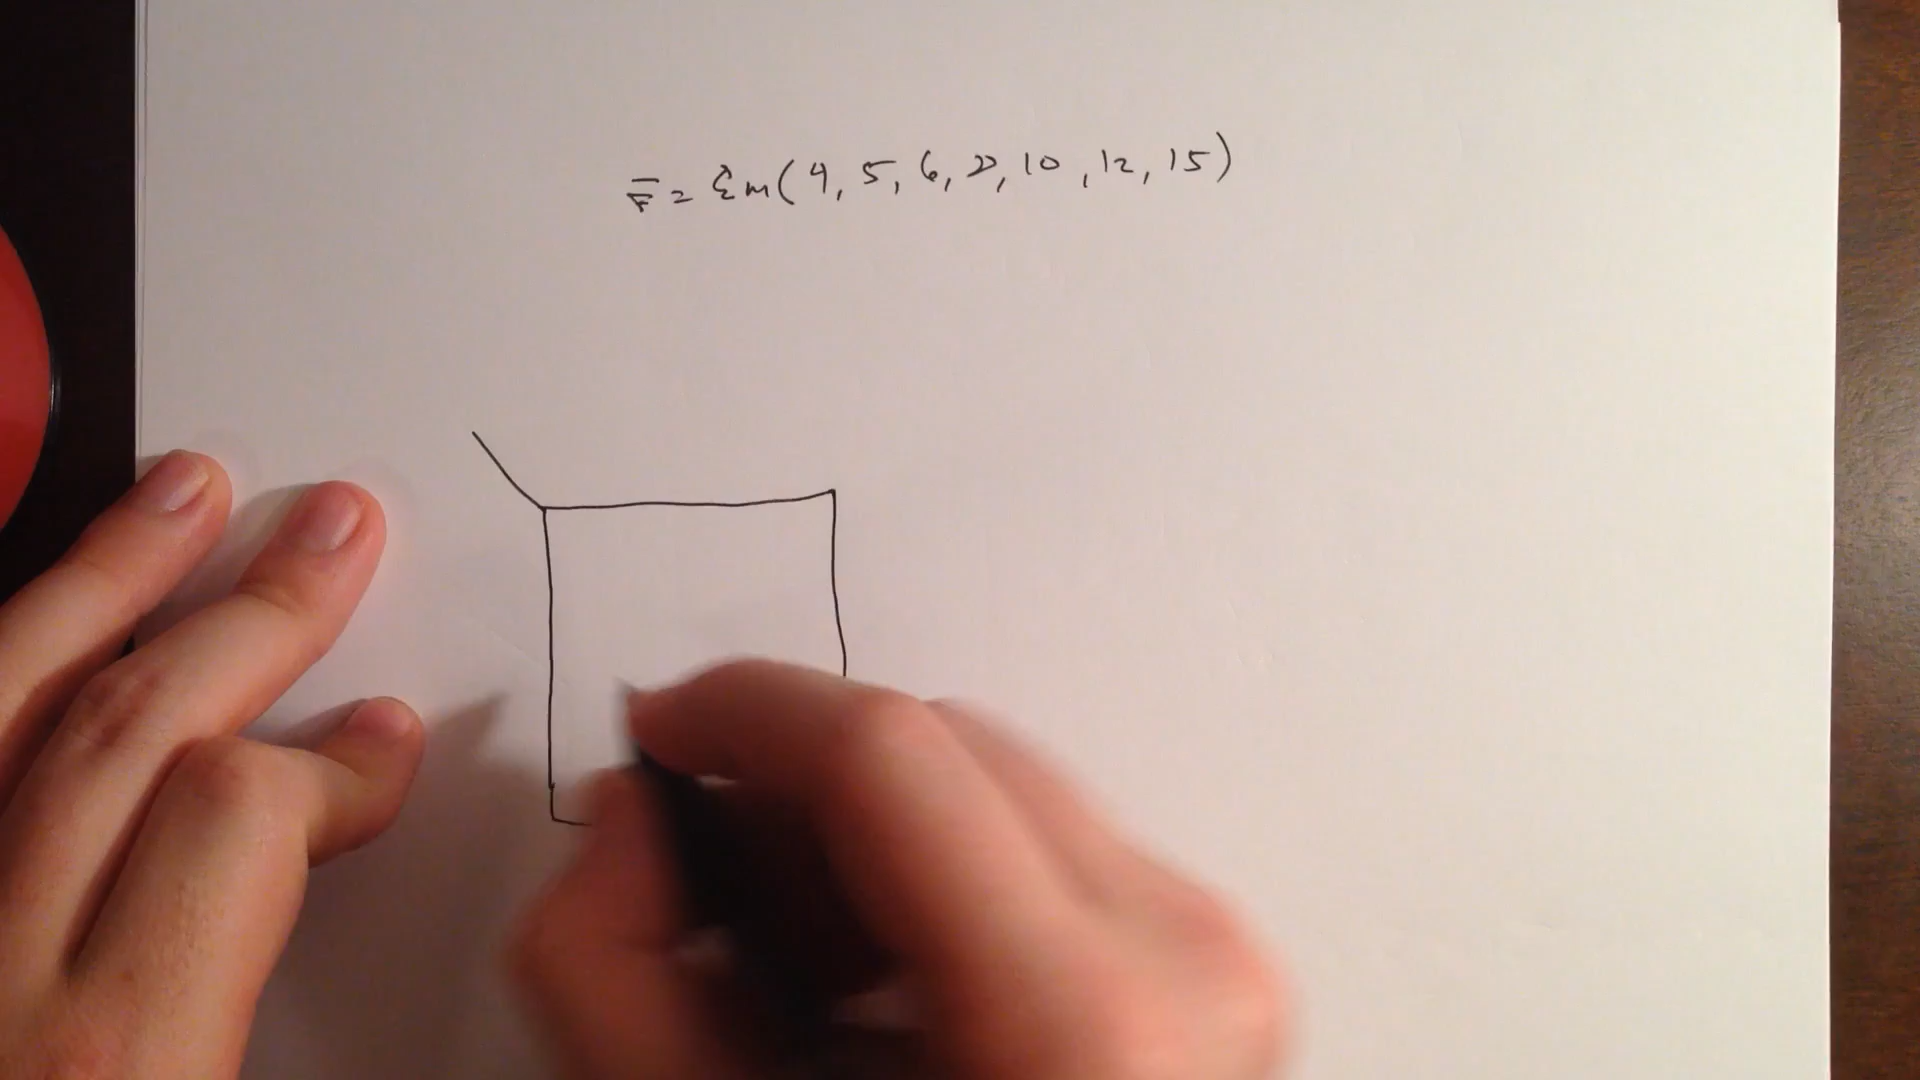 F̅ = Σm(4, 5, 6, 7, 10, 12, 15)